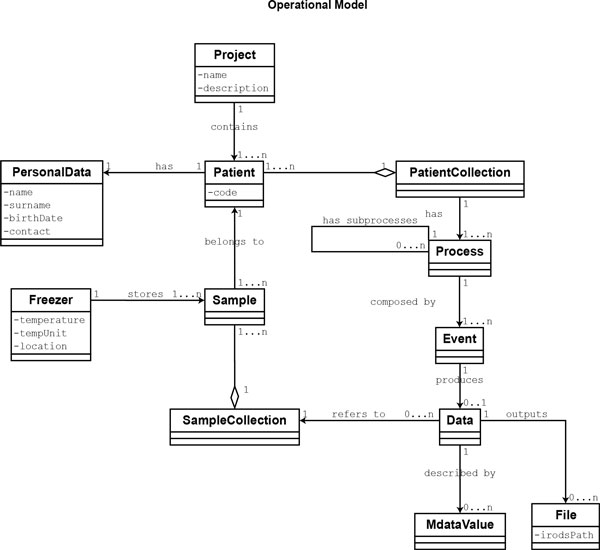 Operational Model
Project
-name
-description
1
contains
1...n
PersonalData
-name
-surname
-birthDate
-contact
1
has
1
Patient
-code
1...n
1
PatientCollection
1
has
1...n
has subprocesses
1
0...n
Process
1
belongs to
1...n
Freezer
-temperature
-tempUnit
-location
1
stores
1...n
Sample
1...n
1
composed by
1...n
Event
1
produces
0..1
1
SampleCollection
1
refers to
0...n
Data
1
outputs
1
described by
0...n
MdataValue
0...n
File
-irodsPath